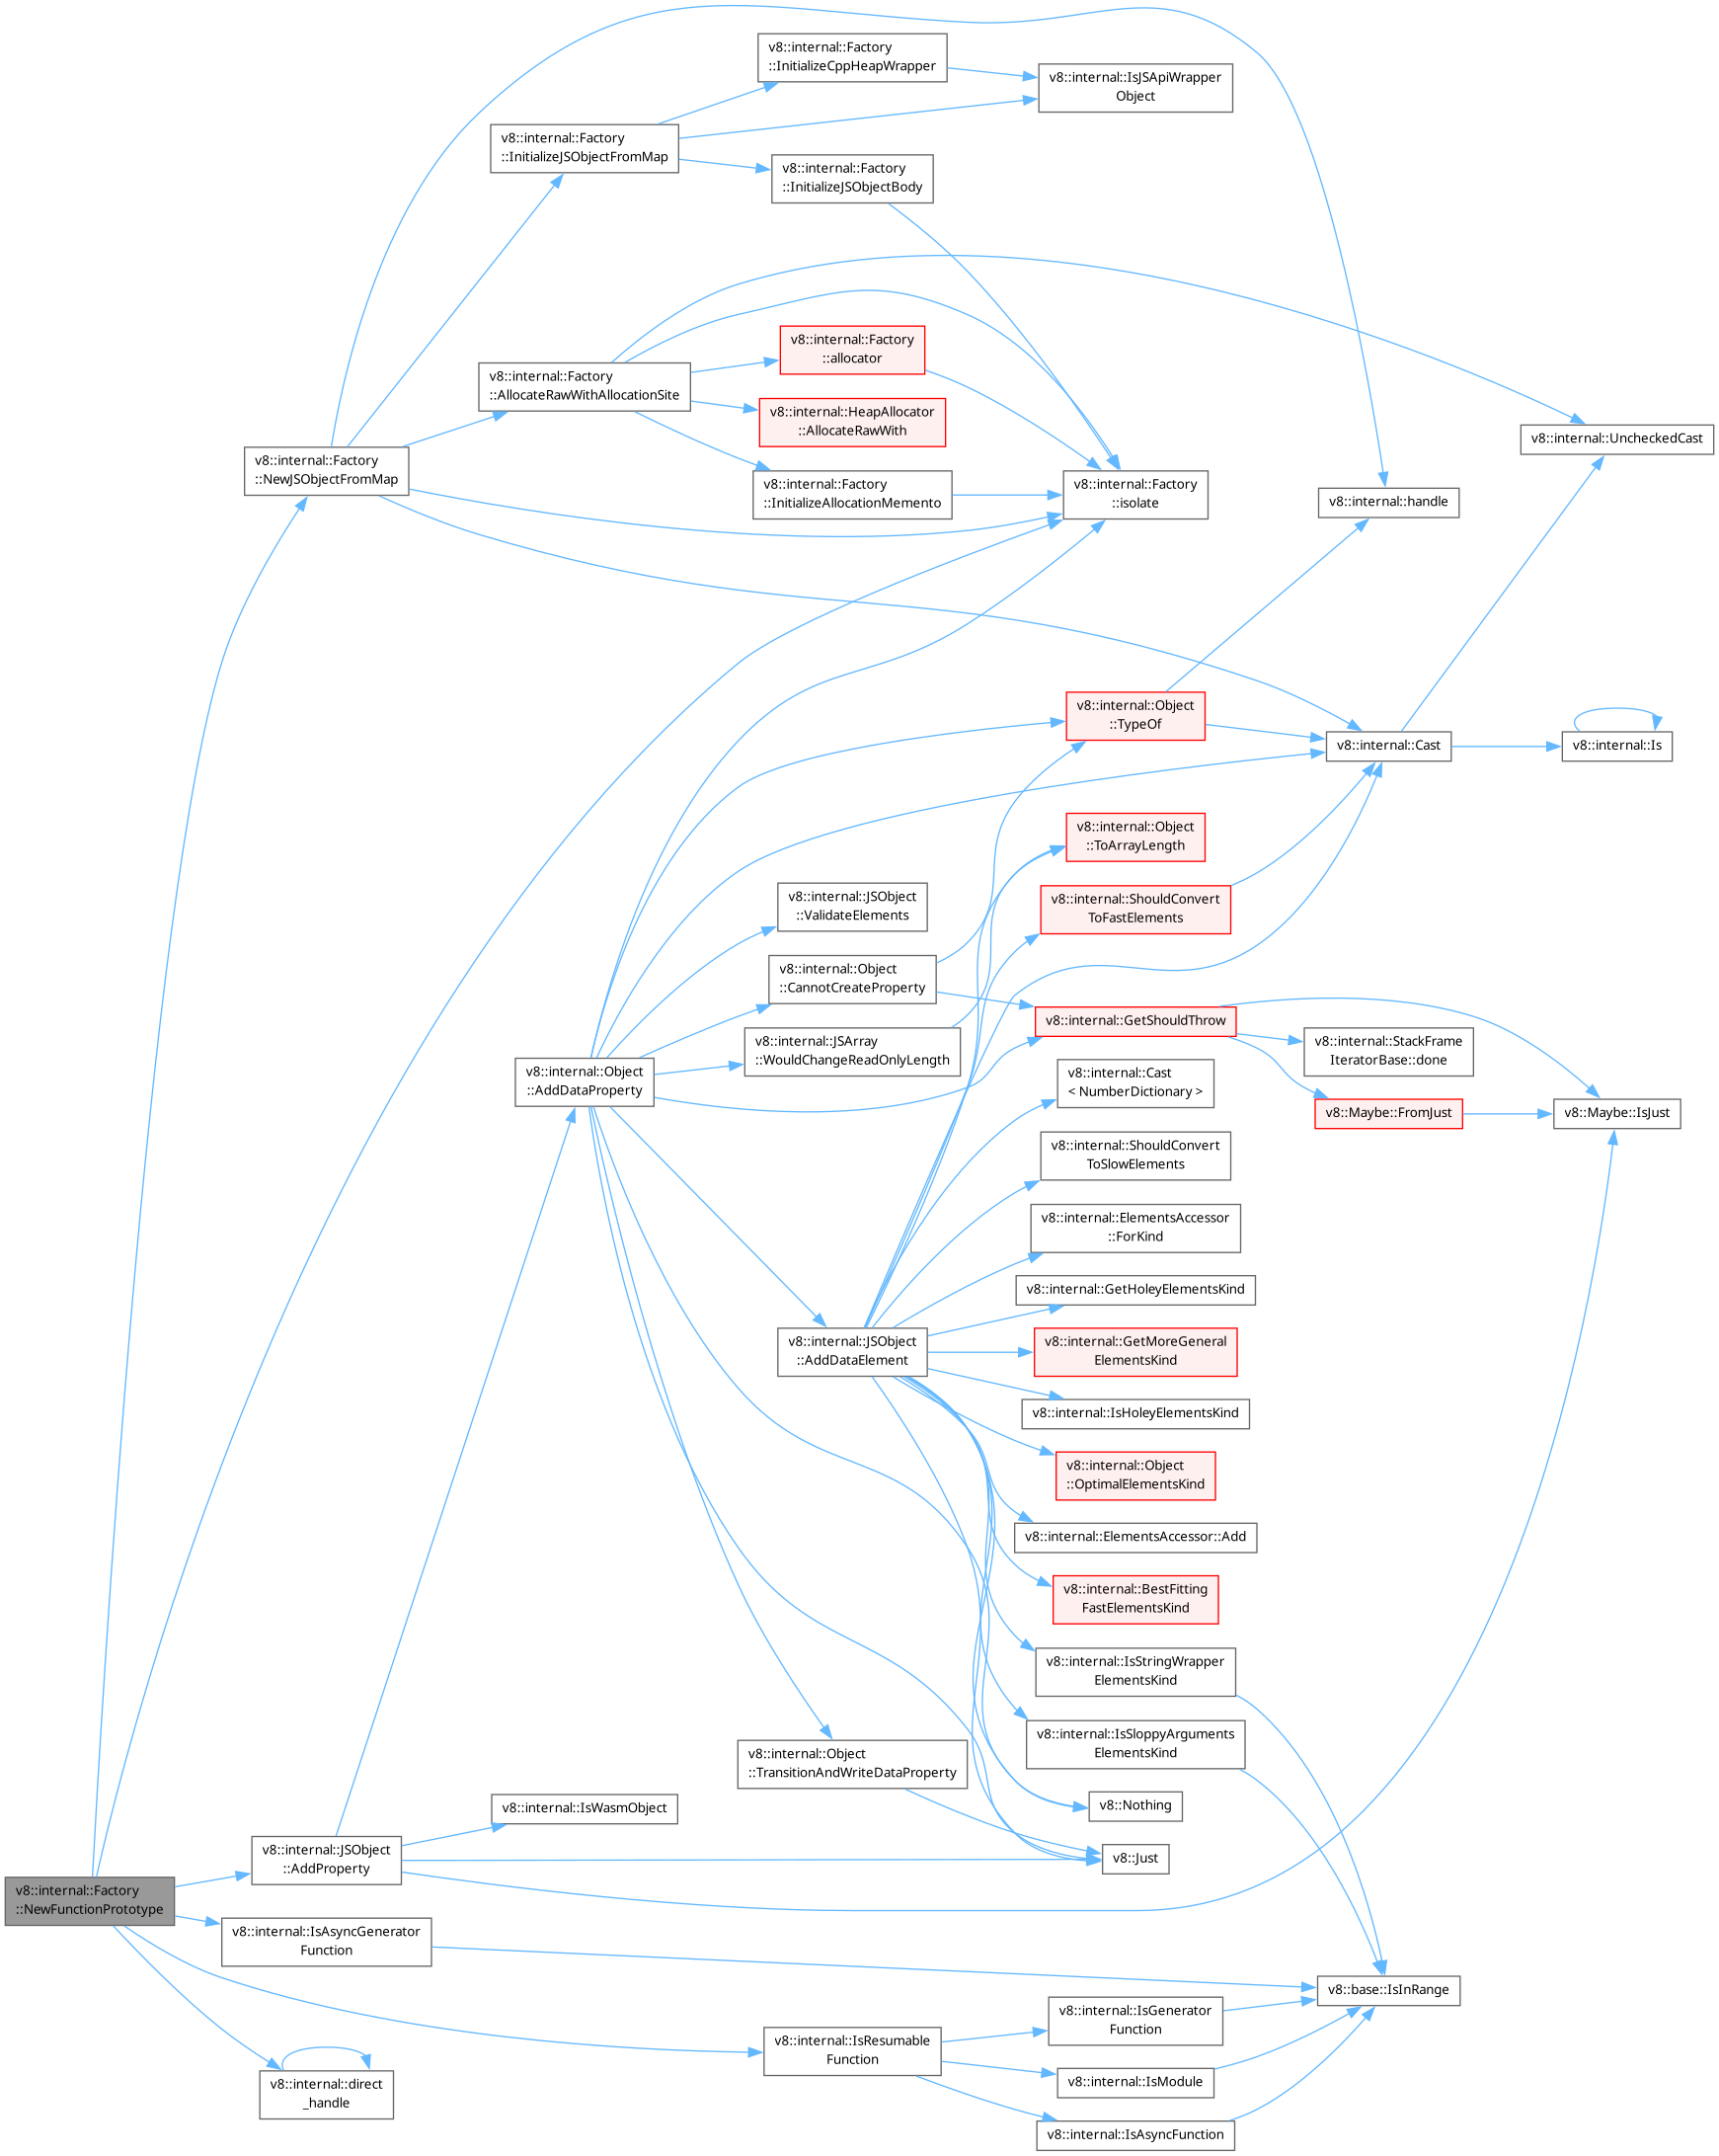 v8::internal::Factory
::InitializeCppHeapWrapper
v8::internal::IsJSApiWrapper
Object
v8::internal::Factory
::InitializeJSObjectFromMap
v8::internal::Factory
::InitializeJSObjectBody
v8::internal::Factory
::allocator
v8::internal::Factory
::AllocateRawWithAllocationSite
v8::internal::HeapAllocator
::AllocateRawWith
v8::internal::UncheckedCast
v8::internal::Factory
::NewJSObjectFromMap
v8::internal::Factory
::InitializeAllocationMemento
v8::internal::Factory
::isolate
v8::internal::handle
v8::internal::Object
::TypeOf
v8::internal::Cast
v8::internal::Is
v8::internal::Object
::ToArrayLength
v8::internal::JSObject
::ValidateElements
v8::internal::ShouldConvert
ToFastElements
v8::internal::Object
::CannotCreateProperty
v8::internal::GetShouldThrow
v8::internal::JSArray
::WouldChangeReadOnlyLength
v8::internal::StackFrame
IteratorBase::done
v8::internal::Object
::AddDataProperty
v8::internal::Cast
< NumberDictionary >
v8::Maybe::FromJust
v8::Maybe::IsJust
v8::internal::ShouldConvert
ToSlowElements
v8::internal::ElementsAccessor
::ForKind
v8::internal::GetHoleyElementsKind
v8::internal::JSObject
::AddDataElement
v8::internal::GetMoreGeneral
ElementsKind
v8::internal::IsHoleyElementsKind
v8::internal::Object
::OptimalElementsKind
v8::internal::ElementsAccessor::Add
v8::internal::BestFitting
FastElementsKind
v8::internal::IsStringWrapper
ElementsKind
v8::internal::IsSloppyArguments
ElementsKind
v8::internal::Object
::TransitionAndWriteDataProperty
v8::Nothing
v8::internal::IsWasmObject
v8::internal::JSObject
::AddProperty
v8::Just
v8::internal::Factory
::NewFunctionPrototype
v8::internal::IsAsyncGenerator
Function
v8::base::IsInRange
v8::internal::IsGenerator
Function
v8::internal::IsResumable
Function
v8::internal::IsModule
v8::internal::direct
_handle
v8::internal::IsAsyncFunction